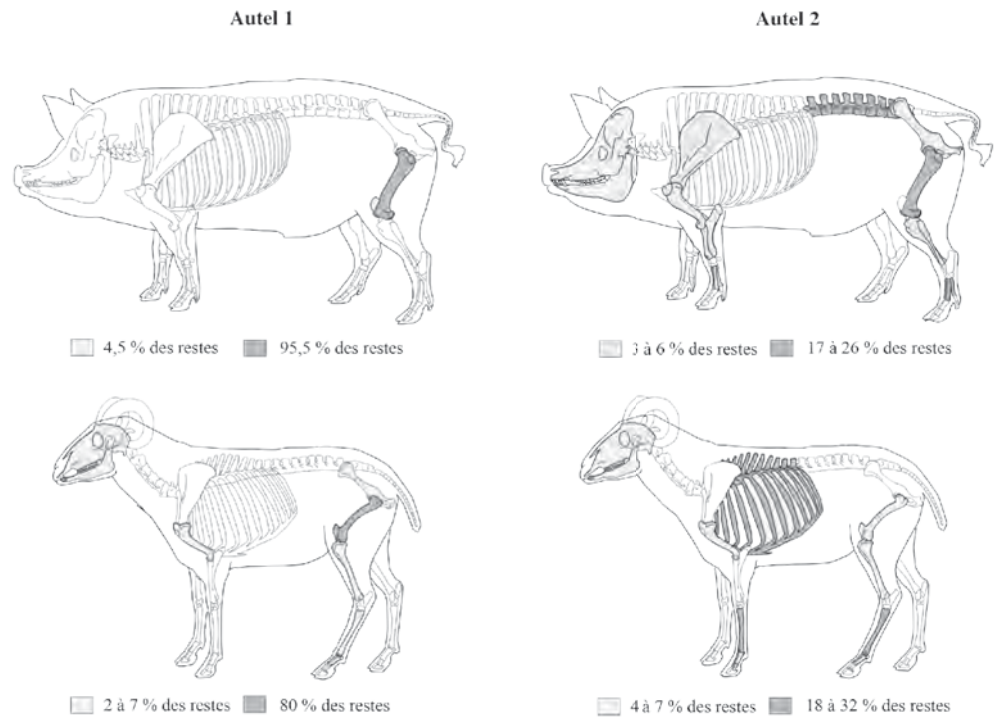 Autel 1
Autel 2
4,5 % des restes 95,5 % des restes
3 à 6 % des restes 17 à 26 % des restes
2 à 7 % des restes 80 % des restes
4 à 7 % des restes 18 à 32 % des restes